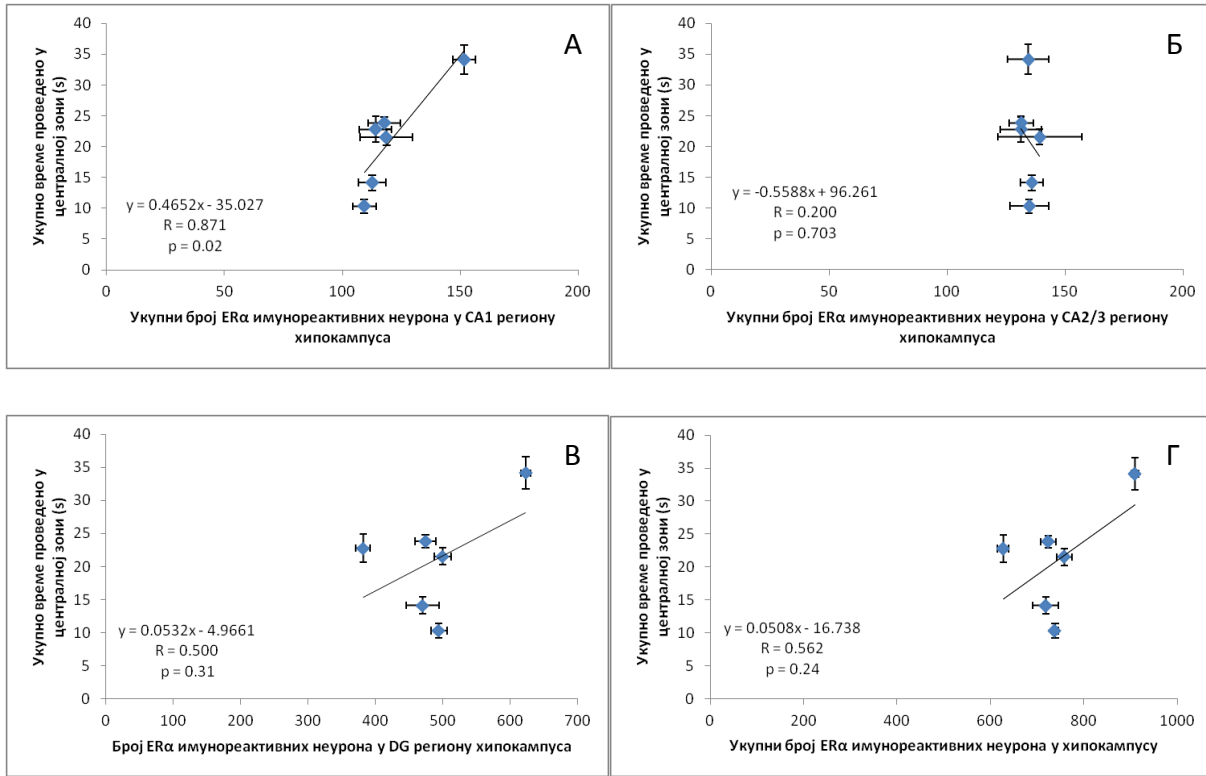 А
Укупно време проведено у
централној зони (s)
40
35
30
25
20
15
10
5
0
y = 0.4652x - 35.027
R = 0.871
p = 0.02
0 50 100 150 200
Укупни број ERα имунореактивних неурона у CA1 региону
хипокампуса
Б
Укупно време проведено у
централној зони (s)
40
35
30
25
20
15
10
5
0
y = -0.5588x + 96.261
R = 0.200
p = 0.703
0 50 100 150 200
Укупни број ERα имунореактивних неурона у CA2/3 региону
хипокампуса
В
Укупно време проведено у
централној зони (s)
40
35
30
25
20
15
10
5
0
y = 0.0532x - 4.9661
R = 0.500
p = 0.31
0 100 200 300 400 500 600 700
Број ERα имунореактивних неурона у DG региону хипокампуса
Г
Укупно време проведено у
централној зони (s)
40
35
30
25
20
15
10
5
0
y = 0.0508x - 16.738
R = 0.562
p = 0.24
0 200 400 600 800 1000
Укупни број ERα имунореактивних неурона у хипокампусу